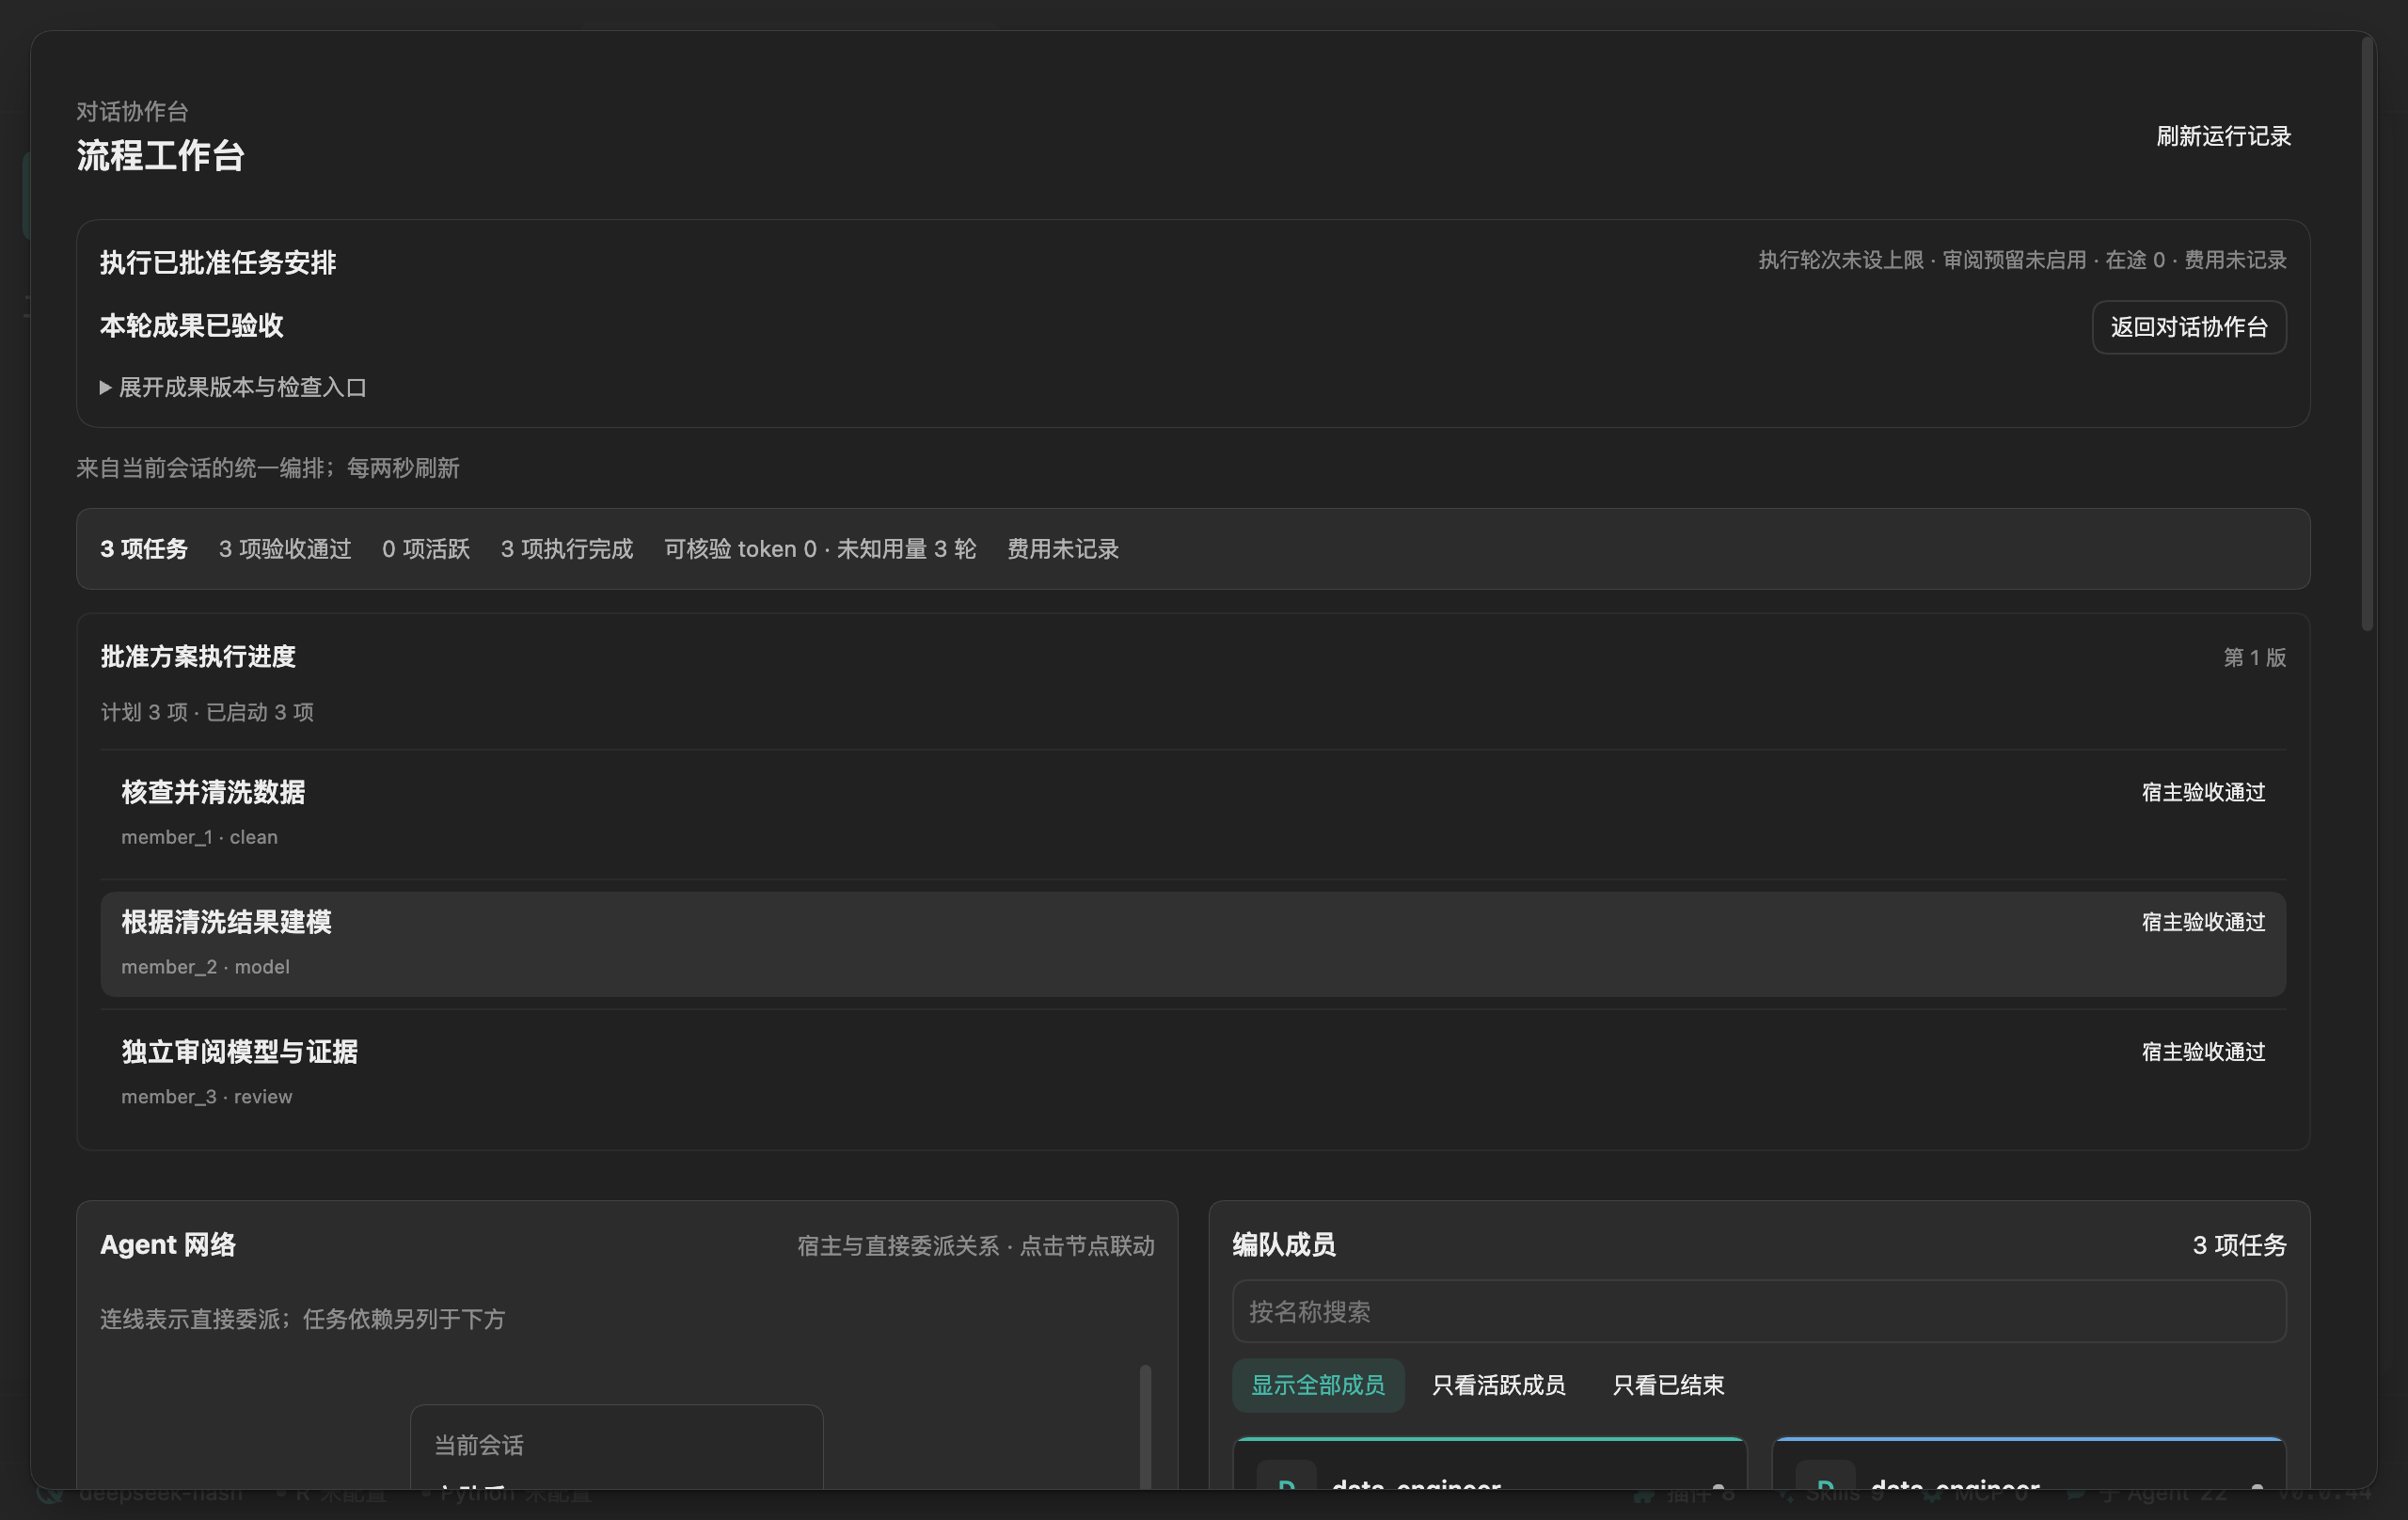 对话协作台
流程工作台
刷新运行记录
执行已批准任务安排
执行轮次未设上限 · 审阅预留未启用 · 在途 0 · 费用未记录
本轮成果已验收
返回对话协作台
▶ 展开成果版本与检查入口
来自当前会话的统一编排；每两秒刷新
3 项任务 3 项验收通过 0 项活跃 3 项执行完成 可核验 token 0 · 未知用量 3 轮 费用未记录
批准方案执行进度
第 1 版
计划 3 项 · 已启动 3 项
核查并清洗数据
宿主验收通过
member_1 · clean
根据清洗结果建模
宿主验收通过
member_2 · model
独立审阅模型与证据
宿主验收通过
member_3 · review
Agent 网络
宿主与直接委派关系 · 点击节点联动
连线表示直接委派；任务依赖另列于下方
当前会话
编队成员
3 项任务
按名称搜索
显示全部成员 只看活跃成员 只看已结束
data_engineer
data_engineer